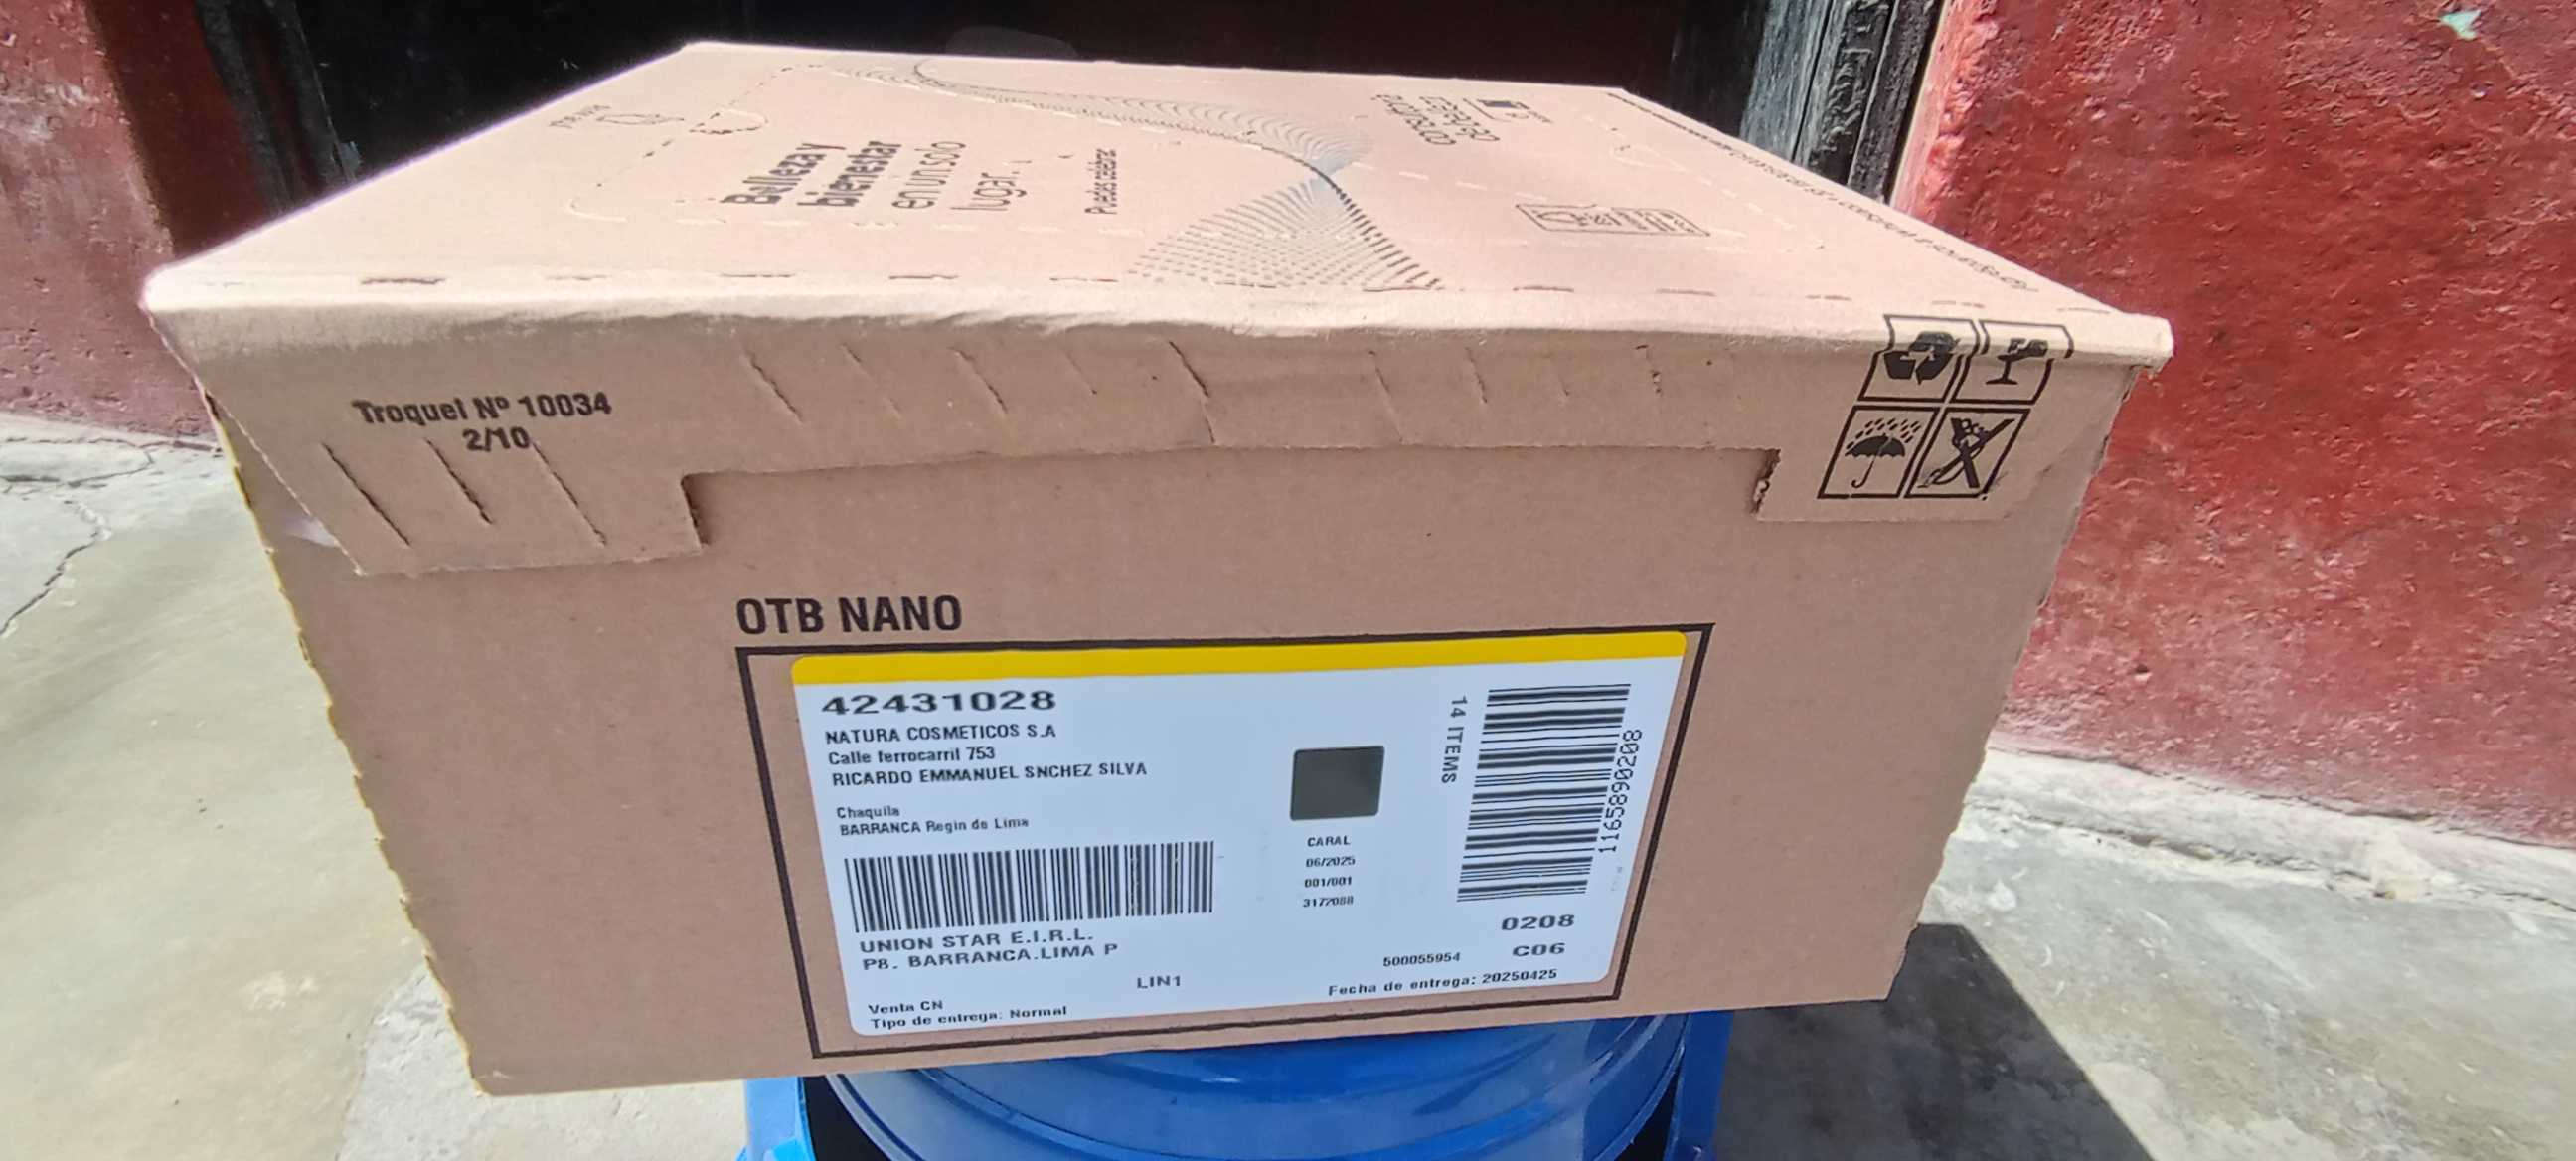 Belleza y
bienestar
en un solo
lugar.
Puedes celebrar
Troquel Nº 10034
2/10
OTB NANO
42431028
NATURA COSMETICOS S.A
Calle ferrocarril 753
RICARDO EMMANUEL SNCHEZ SILVA
Chaquila
BARRANCA Regin de Lima
UNION STAR E.I.R.L.
P8. BARRANCA.LIMA P
LIN1
Venta CN
Tipo de entrega: Normal
CARAL
06/2025
001/001
3172088
14 ITEMS
1165890208
0208
C06
500055954
Fecha de entrega: 20250425